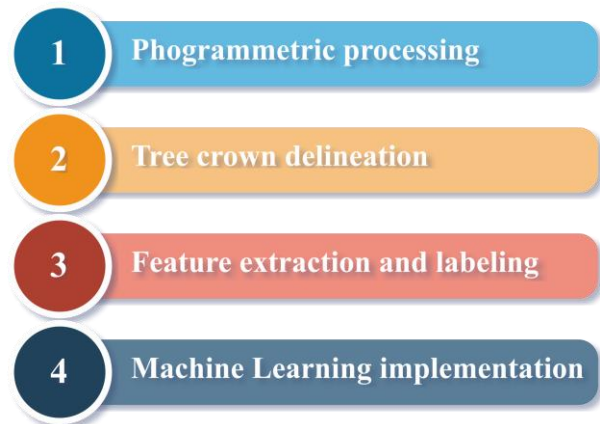 1 Phogrammetric processing
2 Tree crown delineation
3 Feature extraction and labeling
4 Machine Learning implementation